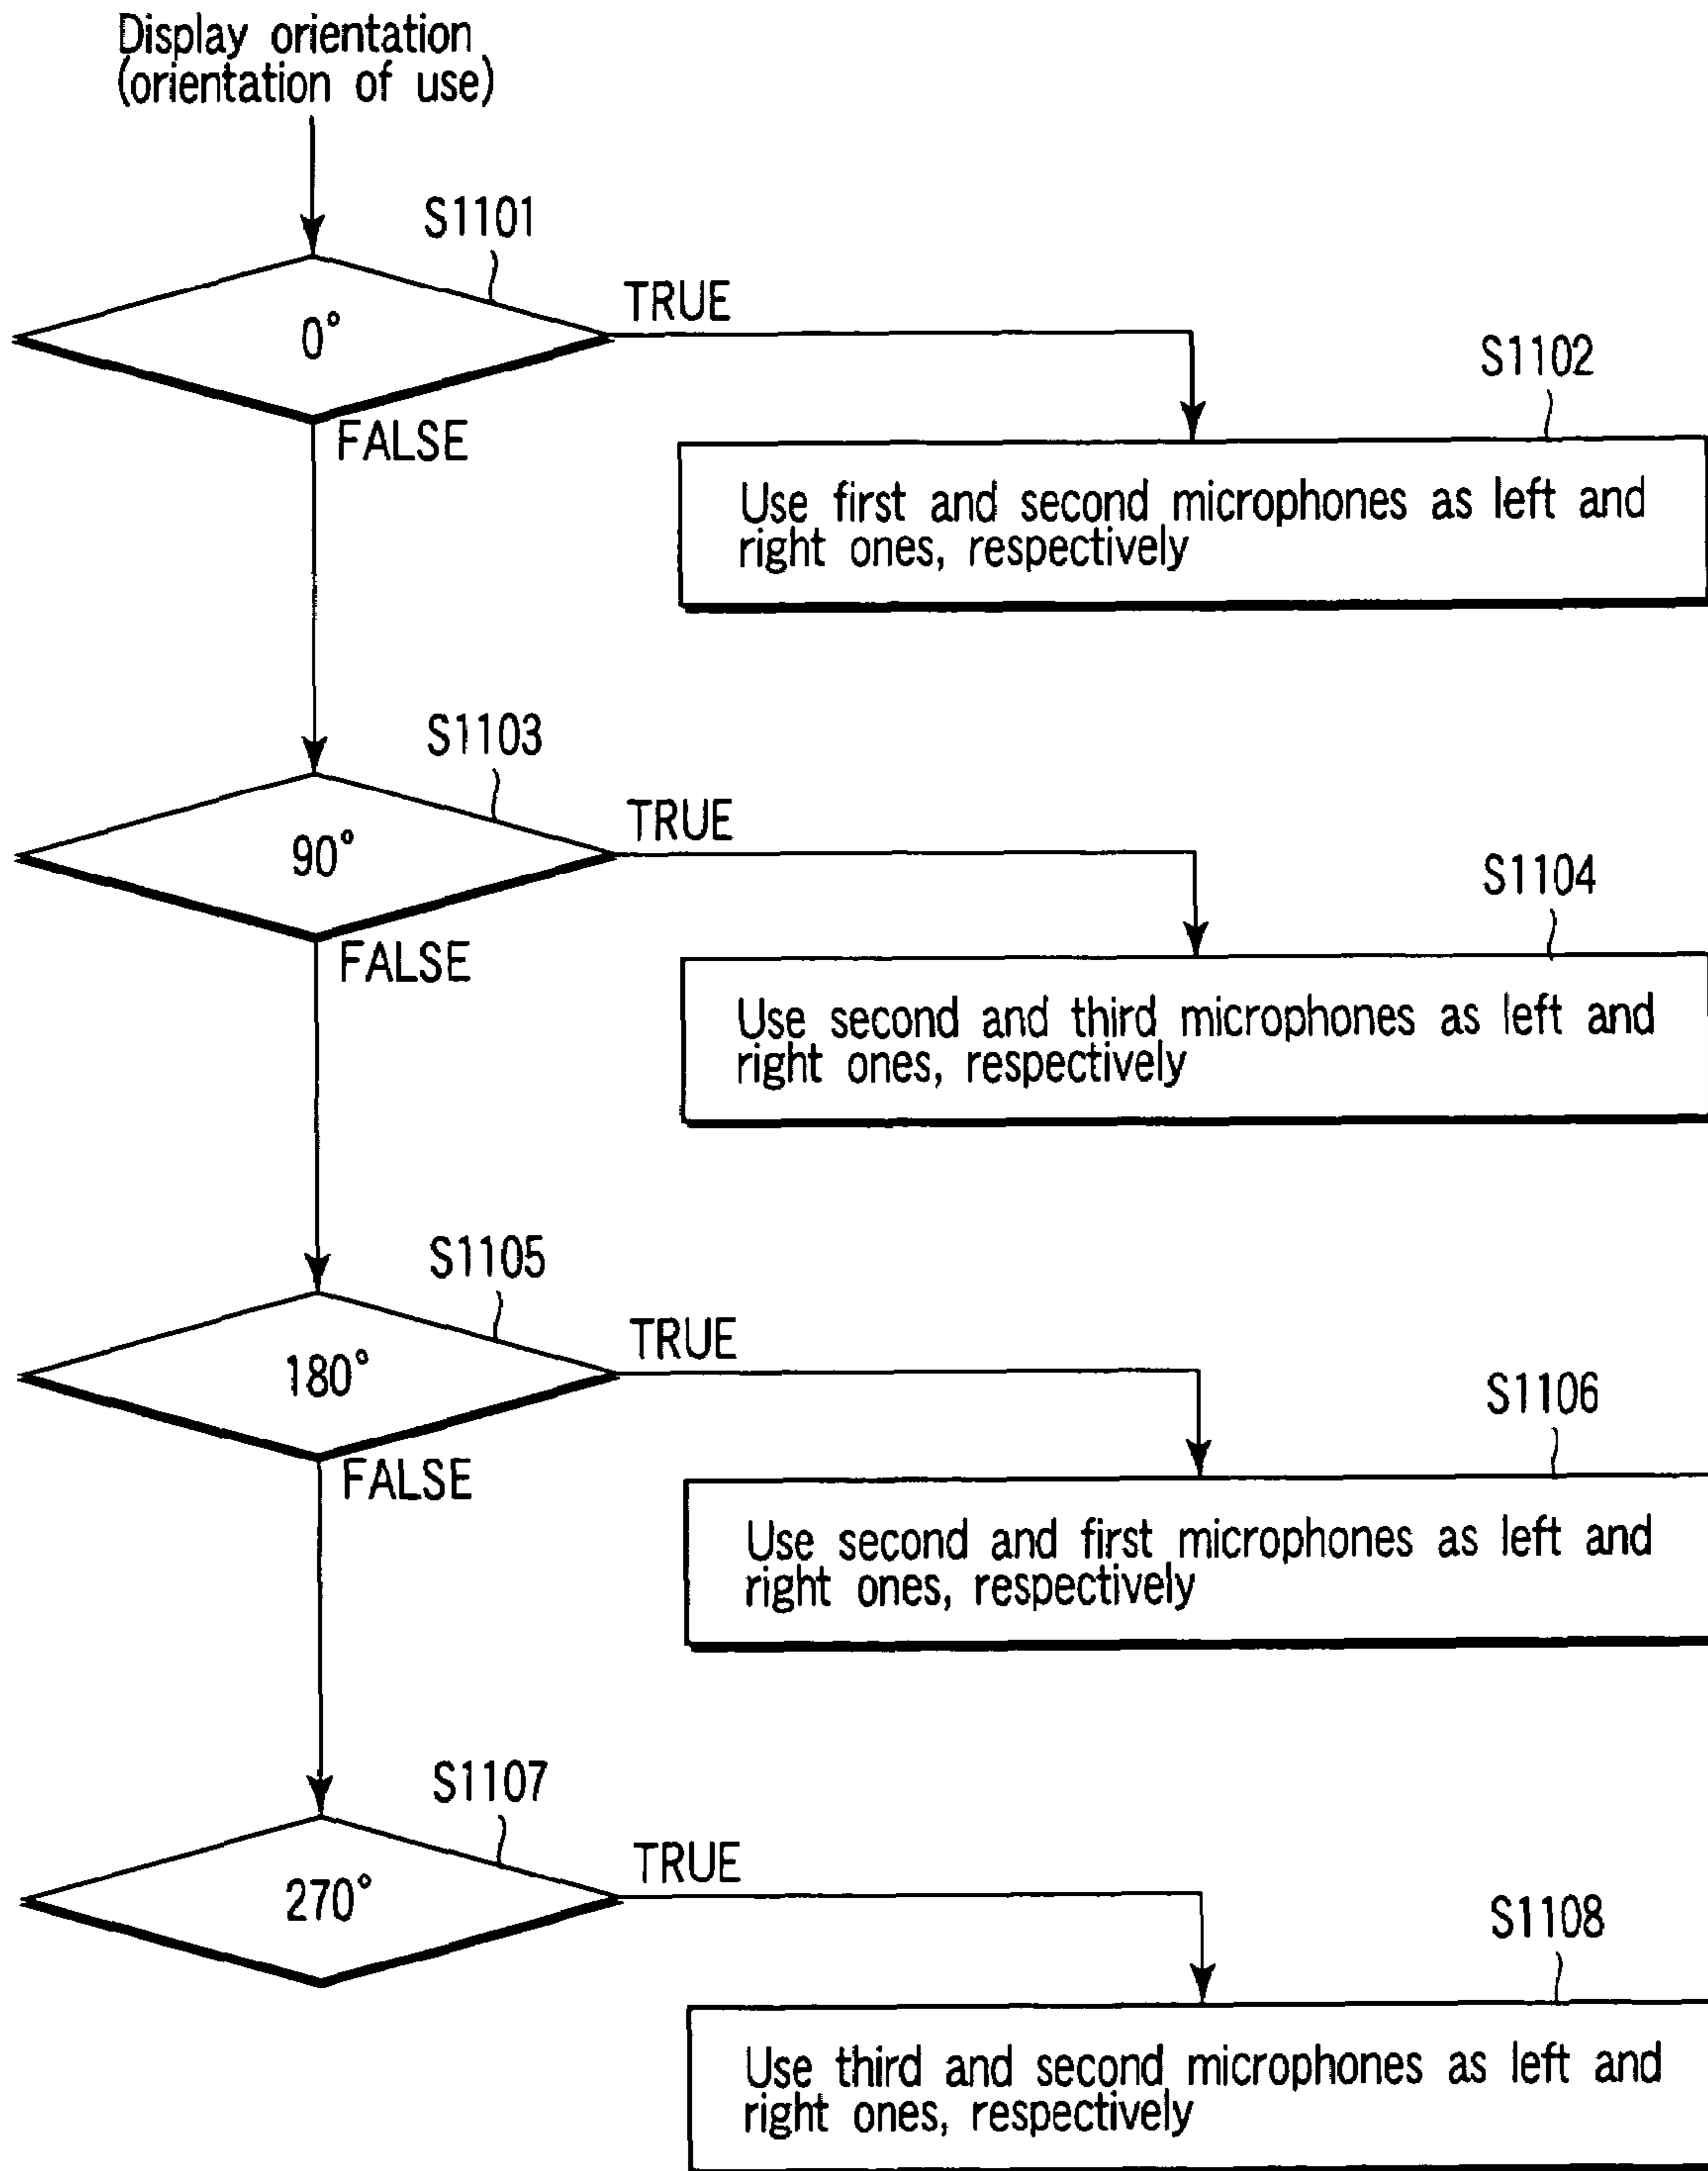 Display orientation
(orientation of use)
S1101
0°
TRUE
S1102
FALSE
Use first and second microphones as left and
right ones, respectively
S1103
90°
TRUE
S1104
FALSE
Use second and third microphones as left and
right ones, respectively
S1105
180°
TRUE
S1106
FALSE
Use second and first microphones as left and
right ones, respectively
S1107
270°
TRUE
S1108
Use third and second microphones as left and
right ones, respectively